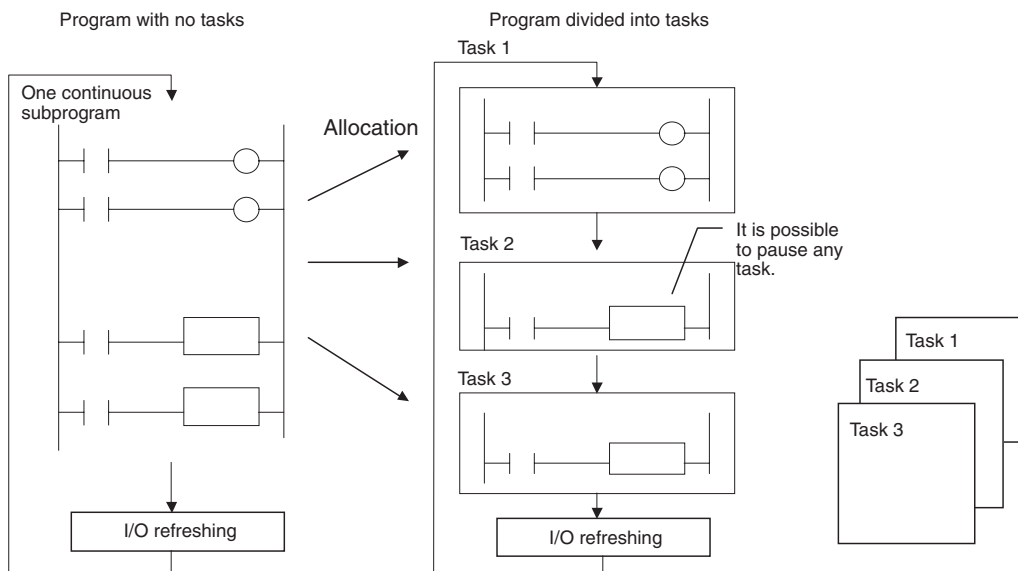 Program with no tasks
Program divided into tasks
Task 1
One continuous
subprogram
Allocation
Task 2
It is possible
to pause any
task.
Task 3
I/O refreshing
I/O refreshing
Task 1
Task 2
Task 3